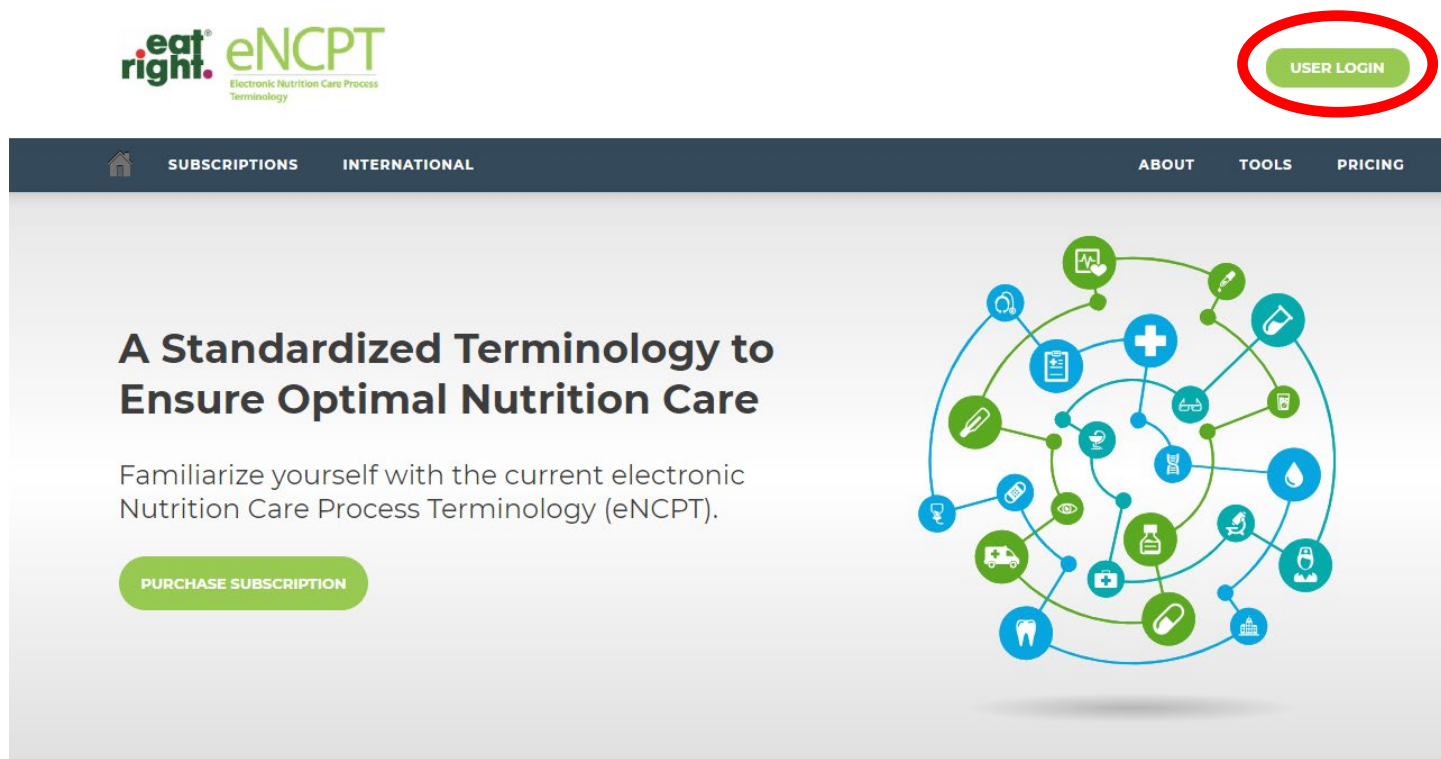 eat®
right.
eNCPT
Electronic Nutrition Care Process
Terminology
USER LOGIN
SUBSCRIPTIONS INTERNATIONAL ABOUT TOOLS PRICING
A Standardized Terminology to
Ensure Optimal Nutrition Care
Familiarize yourself with the current electronic
Nutrition Care Process Terminology (eNCPT).
PURCHASE SUBSCRIPTION